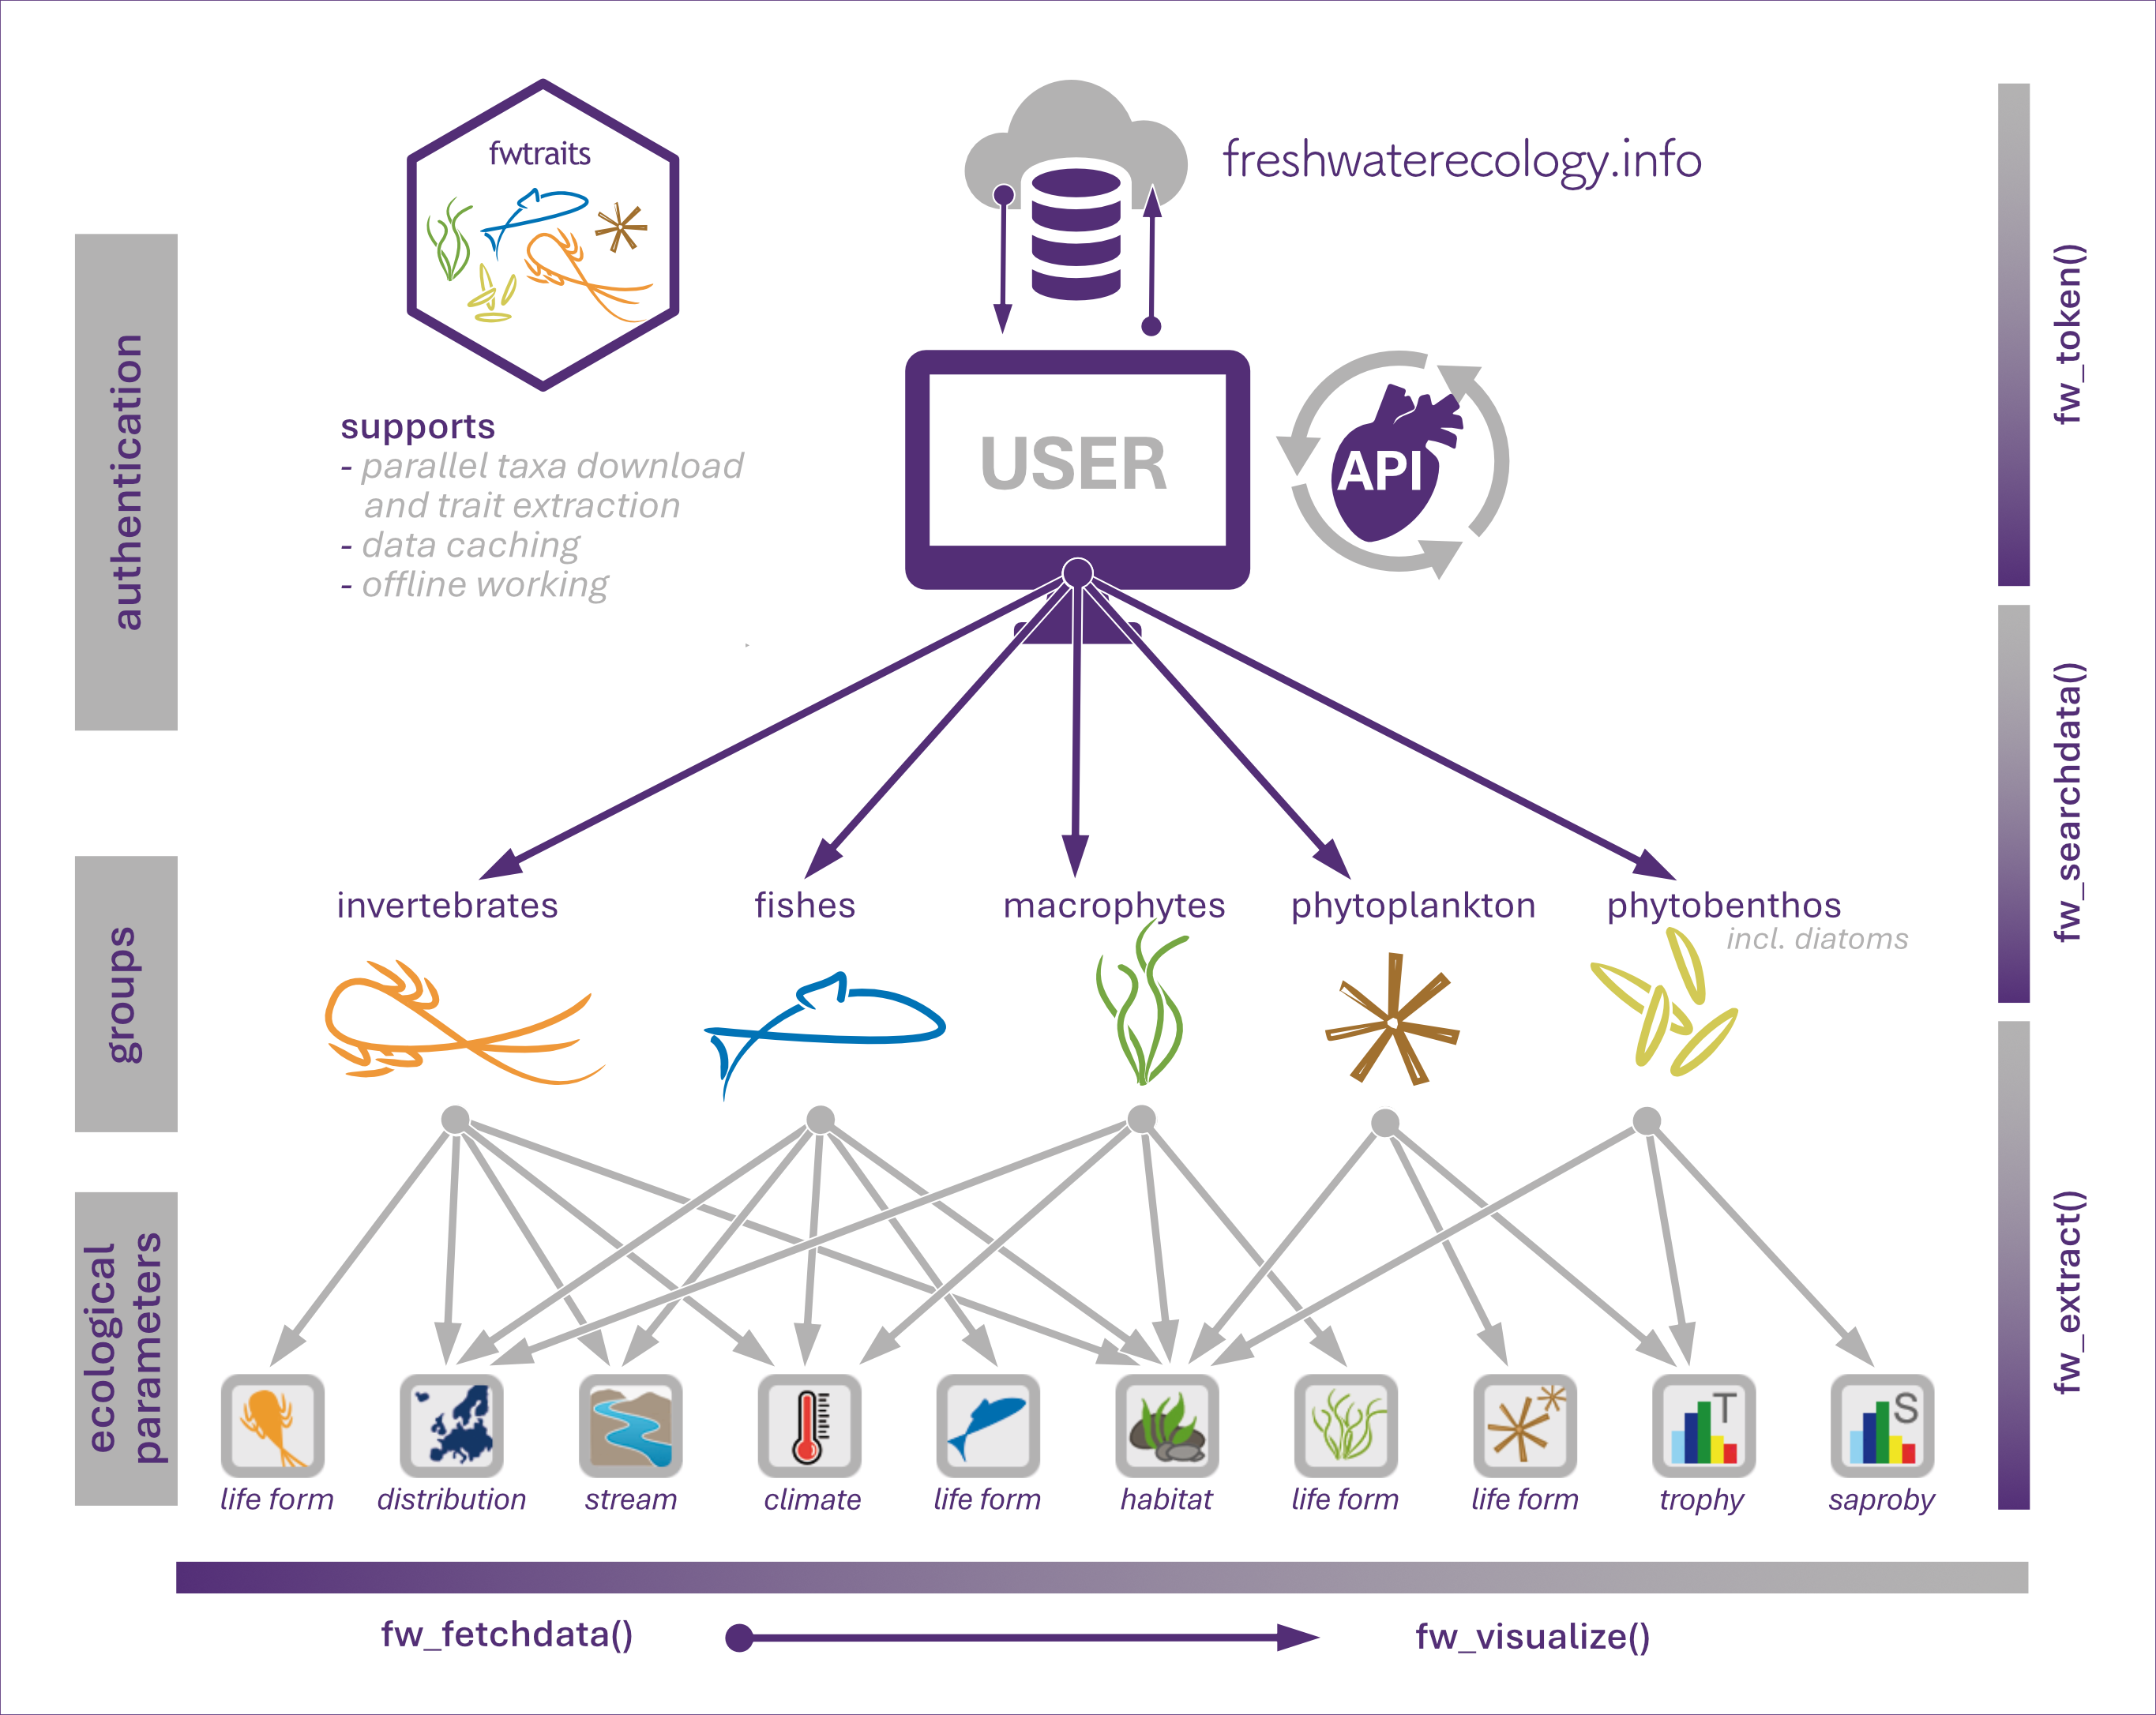 fwtraits
freshwaterecology.info
authentication
supports
- parallel taxa download
and trait extraction
- data caching
- offline working
USER
API
fw_token()
fw_searchdata()
groups
invertebrates
fishes
macrophytes
phytoplankton
phytobenthos
incl. diatoms
ecological
parameters
T
S
life form
distribution
stream
climate
life form
habitat
life form
life form
trophy
saproby
fw_extract()
fw_fetchdata()
fw_visualize()